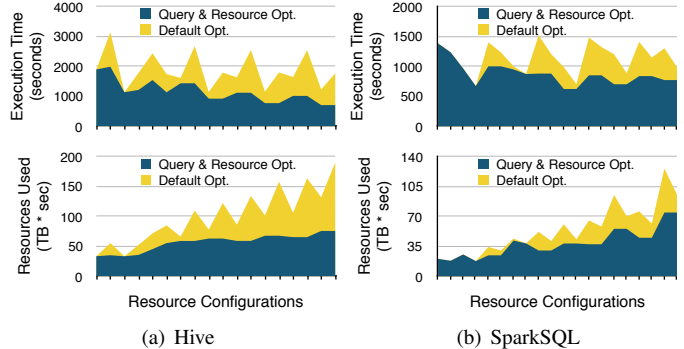 Execution Time
(seconds)
4000
3000
2000
1000
0
Query & Resource Opt.
Default Opt.
Resources Used
(TB * sec)
200
150
100
50
0
Query & Resource Opt.
Default Opt.
Resource Configurations
(a) Hive
Execution Time
(seconds)
2000
1500
1000
500
0
Query & Resource Opt.
Default Opt.
Resources Used
(TB * sec)
140
105
70
35
0
Query & Resource Opt.
Default Opt.
Resource Configurations
(b) SparkSQL